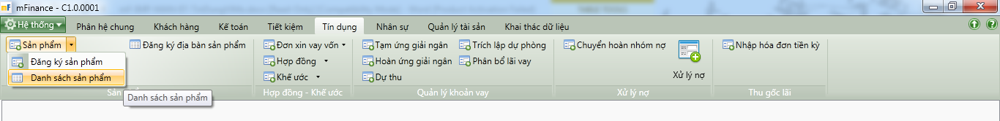 mF mFinance - C1.0.0001
Hệ thống Phân hệ chung Khách hàng Kế toán Tiết kiệm Tín dụng Nhân sự Quản lý tài sản Khai thác dữ liệu
Sản phẩm Đăng ký địa bàn sản phẩm Đơn xin vay vốn Tạm ứng giải ngân Trích lập dự phòng Chuyển hoàn nhóm nợ Nhập hóa đơn tiền kỳ
Đăng ký sản phẩm Hợp đồng Hoàn ứng giải ngân Phân bổ lãi vay
Danh sách sản phẩm Khế ước Dự thu Xử lý nợ
Sản Hợp đồng - Khế ước Quản lý khoản vay Xử lý nợ Thu gốc lãi
Danh sách sản phẩm